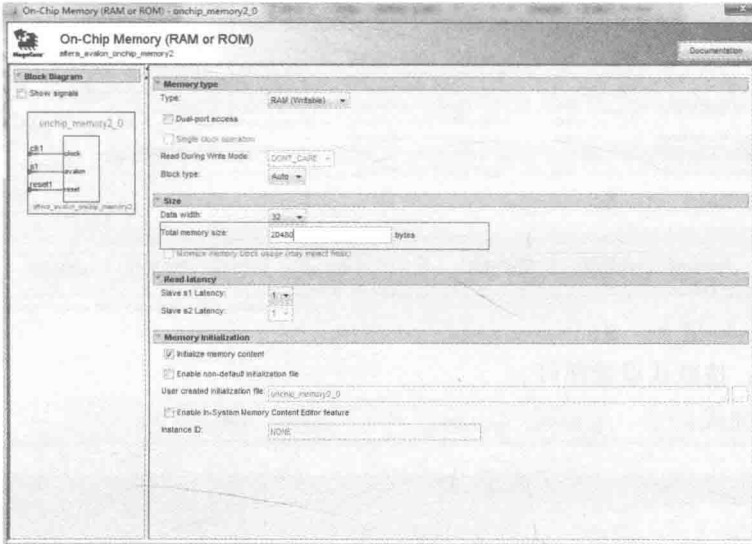 On-Chip Memory (RAM or ROM) - onchip_memory2_0
On-Chip Memory (RAM or ROM)
MegaCore
altera_avalon_onchip_memory2
Documentation
Block Diagram
Show signals
onchip_memory2_0
clk1
clock
s1
avalon
reset1
reset
altera_avalon_onchip_memory2
Memory type
Type: RAM (Writable)
Dual-port access
Single clock operation
Read During Write Mode: DONT_CARE
Block type: Auto
Size
Data width: 32
Total memory size: 20480 bytes
Minimize memory block usage (may impact fmax)
Read latency
Slave s1 Latency: 1
Slave s2 Latency: 1
Memory initialization
Initialize memory content
Enable non-default initialization file
User created initialization file: onchip_memory2_0
Enable In-System Memory Content Editor feature
Instance ID: NONE